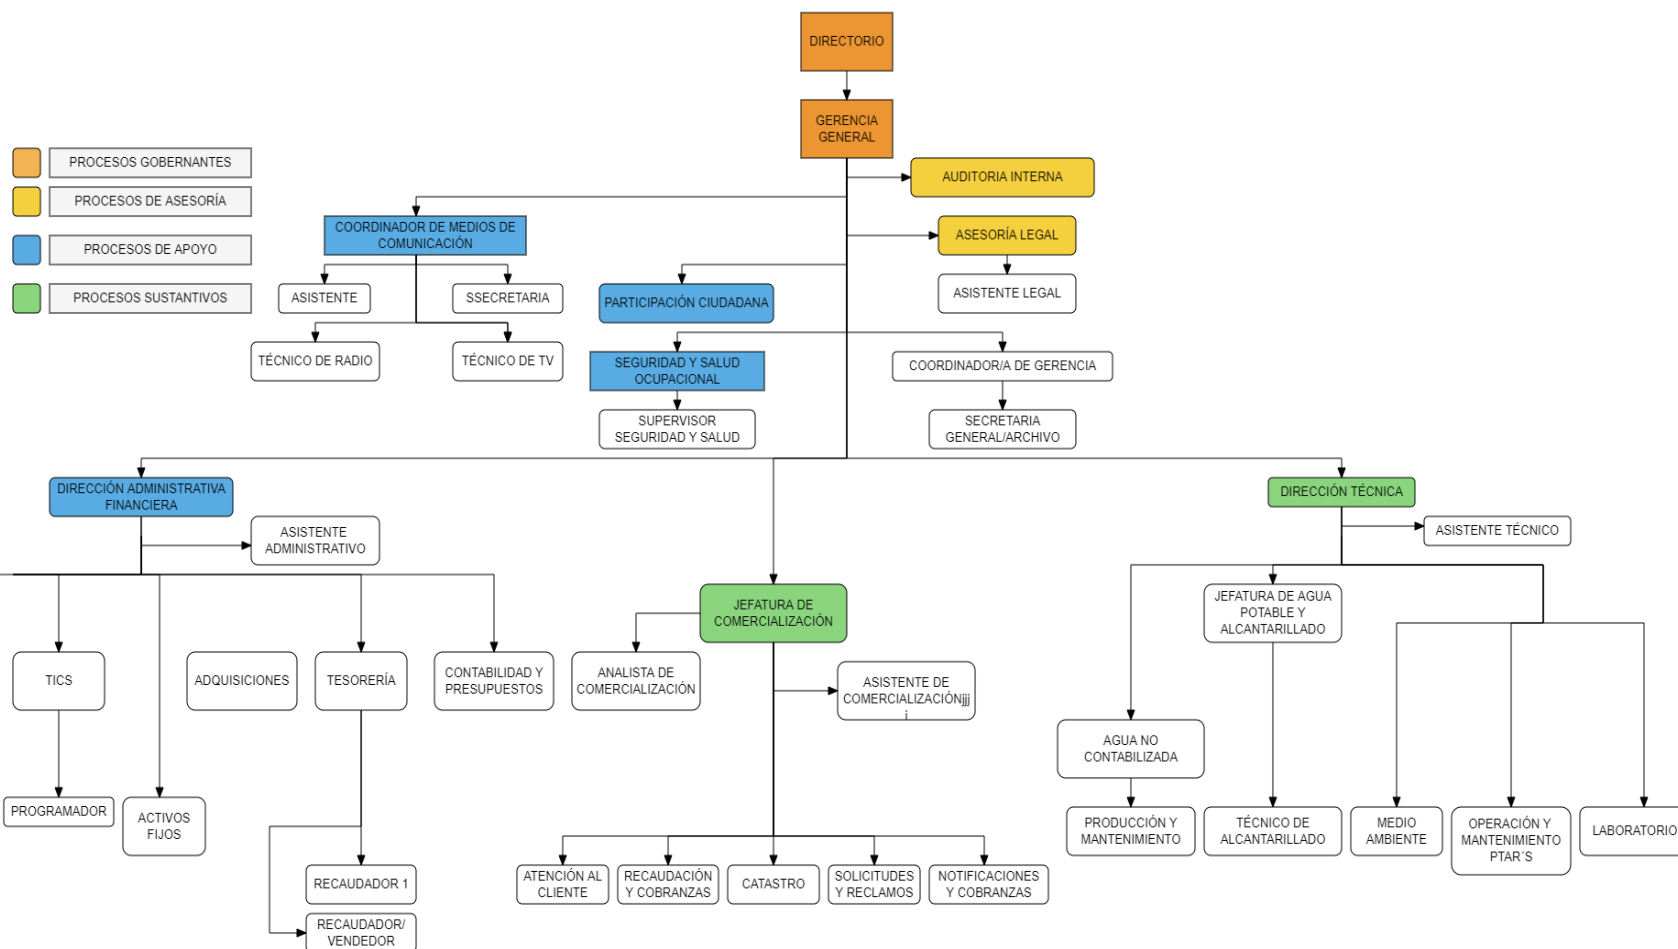 DIRECTORIO
GERENCIA
GENERAL
PROCESOS GOBERNANTES
PROCESOS DE ASESORÍA
PROCESOS DE APOYO
PROCESOS SUSTANTIVOS
AUDITORIA INTERNA
COORDINADOR DE MEDIOS DE
COMUNICACIÓN
ASESORÍA LEGAL
ASISTENTE
SSECRETARIA
PARTICIPACIÓN CIUDADANA
ASISTENTE LEGAL
TÉCNICO DE RADIO
TÉCNICO DE TV
SEGURIDAD Y SALUD
OCUPACIONAL
COORDINADOR/A DE GERENCIA
SUPERVISOR
SEGURIDAD Y SALUD
SECRETARIA
GENERAL/ARCHIVO
DIRECCIÓN ADMINISTRATIVA
FINANCIERA
DIRECCIÓN TÉCNICA
ASISTENTE
ADMINISTRATIVO
ASISTENTE TÉCNICO
JEFATURA DE
COMERCIALIZACIÓN
JEFATURA DE AGUA
POTABLE Y
ALCANTARILLADO
TICS
ADQUISICIONES
TESORERÍA
CONTABILIDAD Y
PRESUPUESTOS
ANALISTA DE
COMERCIALIZACIÓN
ASISTENTE DE
COMERCIALIZACIÓNjjj
j
AGUA NO
CONTABILIZADA
PROGRAMADOR
ACTIVOS
FIJOS
PRODUCCIÓN Y
MANTENIMIENTO
TÉCNICO DE
ALCANTARILLADO
MEDIO
AMBIENTE
OPERACIÓN Y
MANTENIMIENTO
PTAR´S
LABORATORIO
RECAUDADOR 1
ATENCIÓN AL
CLIENTE
RECAUDACIÓN
Y COBRANZAS
CATASTRO
SOLICITUDES
Y RECLAMOS
NOTIFICACIONES
Y COBRANZAS
RECAUDADOR/
VENDEDOR